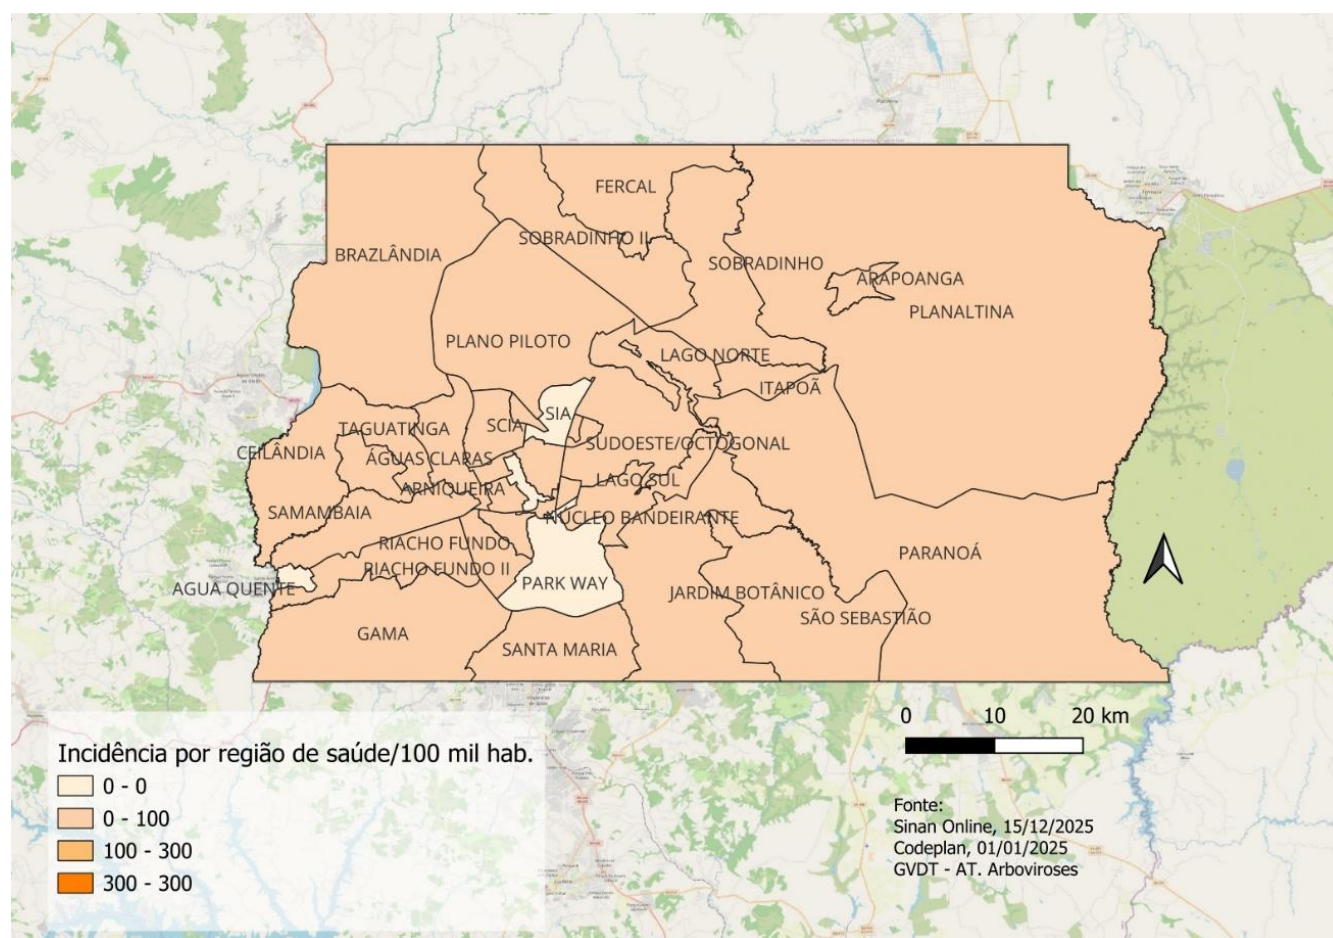 FERCAL
SOBRADINHO II
BRAZLÂNDIA
SOBRADINHO
ARAPOANGA
PLANALTINA
PLANO PILOTO
LAGO NORTE
ITAPOÃ
SIA
SCIA
TAGUATINGA
SUDOESTE/OCTOGONAL
CEILÂNDIA
ÁGUAS CLARAS
LAGO SUL
ARNIQUEIRA
SAMAMBAIA
NÚCLEO BANDEIRANTE
RIACHO FUNDO
PARANOÁ
RIACHO FUNDO II
AGUA QUENTE
PARK WAY
JARDIM BOTÂNICO
SÃO SEBASTIÃO
GAMA
SANTA MARIA
0 10 20 km
Incidência por região de saúde/100 mil hab.
0 - 0
0 - 100
100 - 300
300 - 300
Fonte:
Sinan Online, 15/12/2025
Codeplan, 01/01/2025
GVDT - AT. Arboviroses